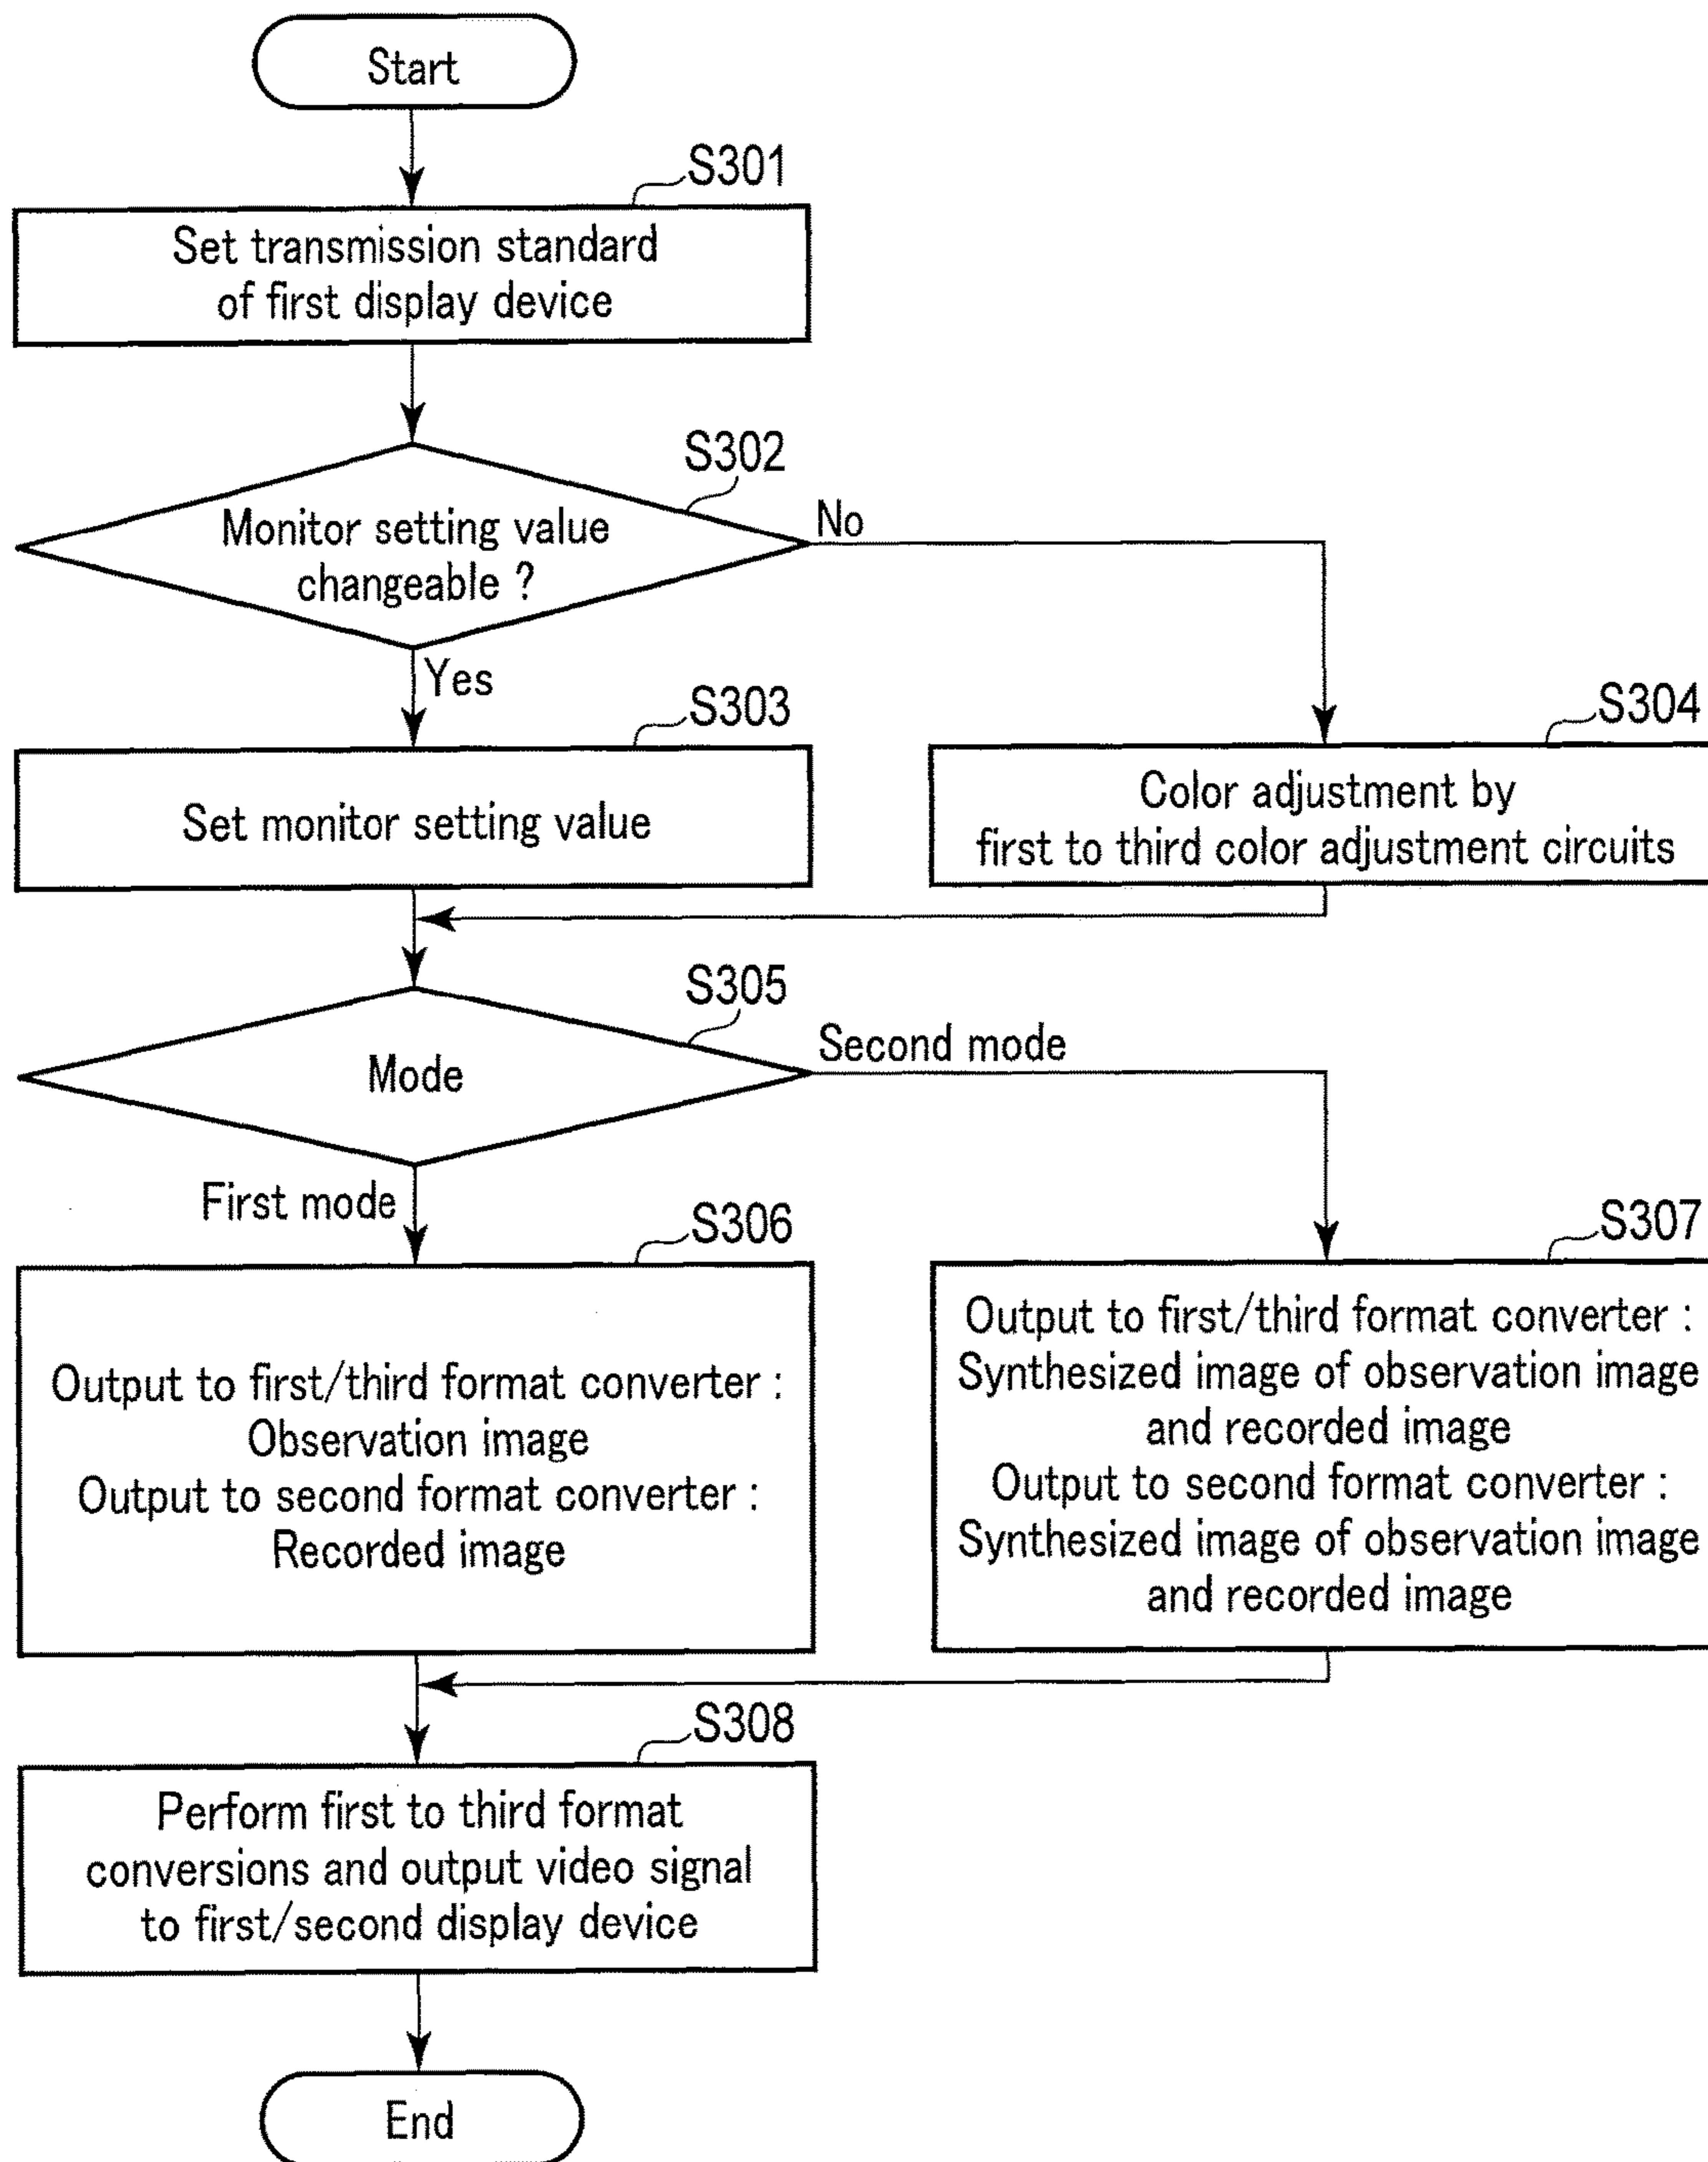 Start
S301
Set transmission standard
of first display device
S302
Monitor setting value
changeable ?
No
Yes
S303
Set monitor setting value
S304
Color adjustment by
first to third color adjustment circuits
S305
Mode
Second mode
First mode
S306
Output to first/third format converter :
Observation image
Output to second format converter :
Recorded image
S307
Output to first/third format converter :
Synthesized image of observation image
and recorded image
Output to second format converter :
Synthesized image of observation image
and recorded image
S308
Perform first to third format
conversions and output video signal
to first/second display device
End